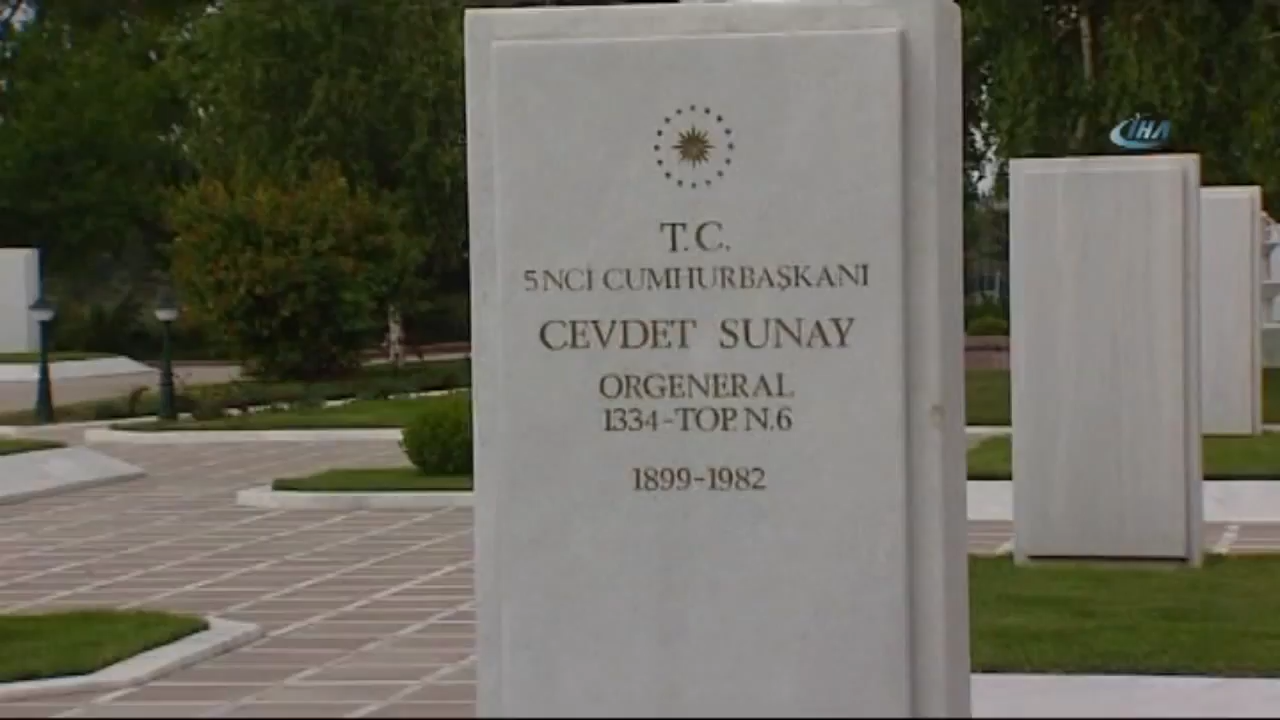 İHA
T.C.
5NCİ CUMHURBAŞKANI
CEVDET SUNAY
ORGENERAL
1334-TOP. N.6
1899-1982